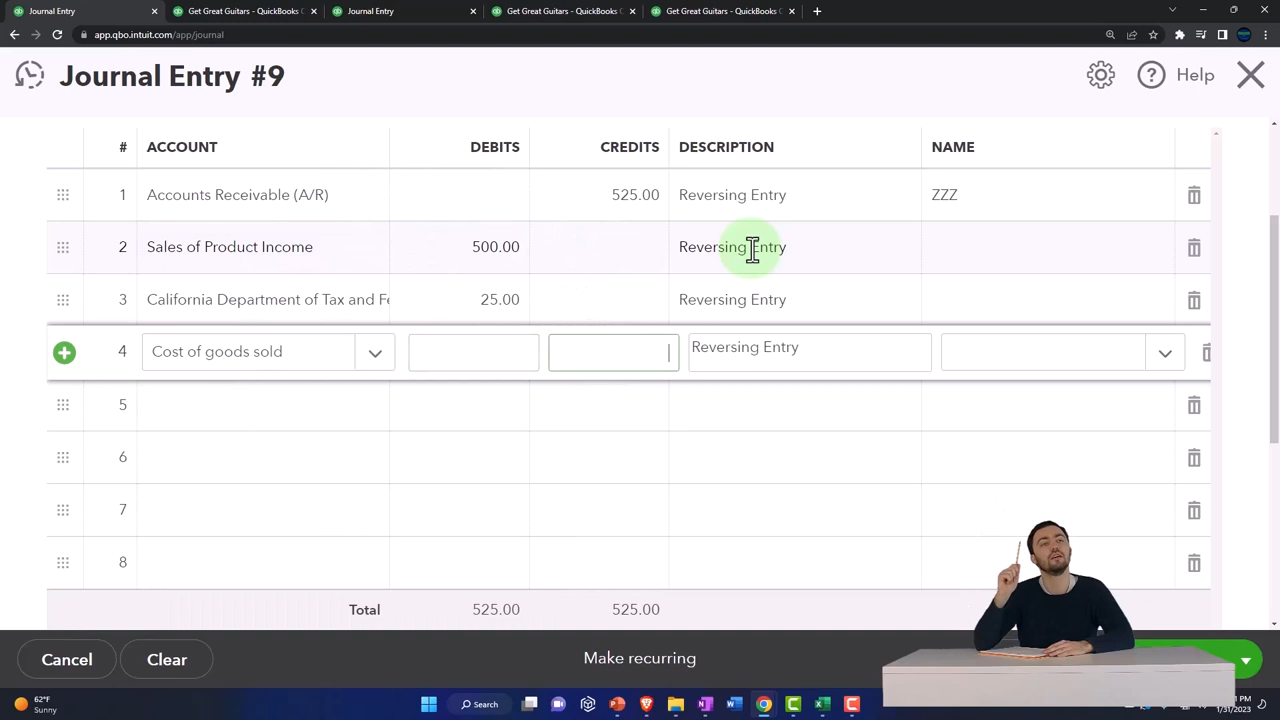 Journal Entry
Get Great Guitars - QuickBooks
Journal Entry
Get Great Guitars - QuickBooks
Get Great Guitars - QuickBooks
app.qbo.intuit.com/app/journal
Journal Entry #9
Help
# ACCOUNT DEBITS CREDITS DESCRIPTION NAME
1 Accounts Receivable (A/R) 525.00 Reversing Entry ZZZ
2 Sales of Product Income 500.00 Reversing Entry
3 California Department of Tax and Fe 25.00 Reversing Entry
4 Cost of goods sold Reversing Entry
5
6
7
8
Total 525.00 525.00
Cancel Clear Make recurring
62°F
Sunny
Search
1/31/2023